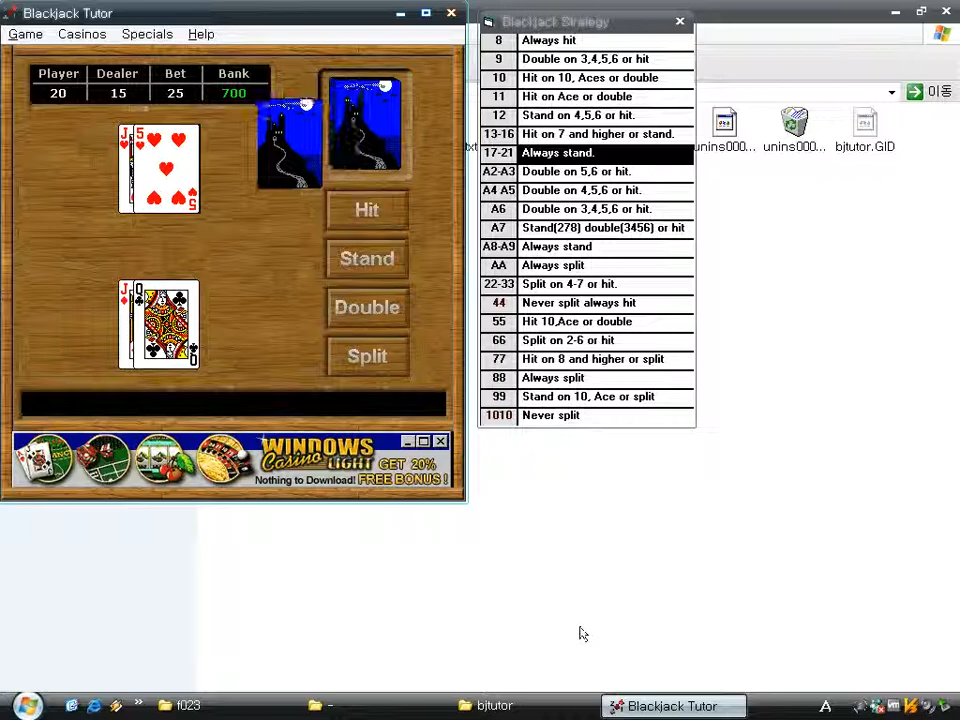 Blackjack Tutor
Game Casinos Specials Help
Player Dealer Bet Bank
20 15 25 700
J 5
5
J Q
Q
Hit
Stand
Double
Split
WINDOWS
Casino LIGHT GET 20%
Nothing to Download! FREE BONUS !
Blackjack Strategy
8 Always hit
9 Double on 3,4,5,6 or hit
10 Hit on 10, Aces or double
11 Hit on Ace or double
12 Stand on 4,5,6 or hit.
13-16 Hit on 7 and higher or stand.
17-21 Always stand.
A2-A3 Double on 5,6 or hit.
A4 A5 Double on 4,5,6 or hit.
A6 Double on 3,4,5,6 or hit.
A7 Stand(278) double(3456) or hit
A8-A9 Always stand
AA Always split
22-33 Split on 4-7 or hit.
44 Never split always hit
55 Hit 10,Ace or double
66 Split on 2-6 or hit
77 Hit on 8 and higher or split
88 Always split
99 Stand on 10, Ace or split
1010 Never split
이동
txt
unins000... unins000... bjtutor.GID
f023 - bjtutor Blackjack Tutor A